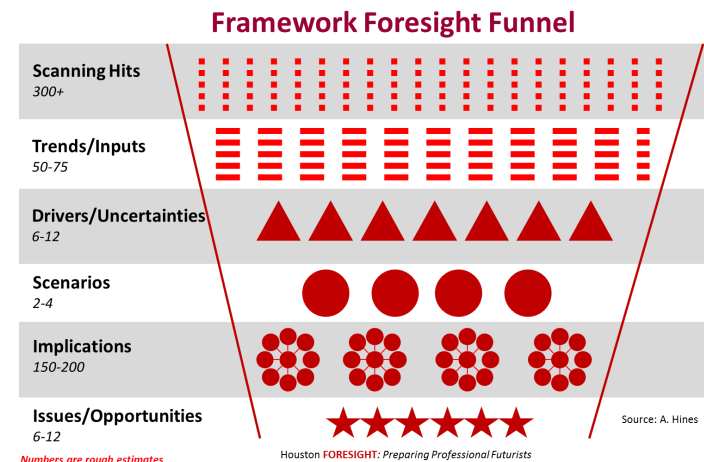 Framework Foresight Funnel
Scanning Hits
300+
Trends/Inputs
50-75
Drivers/Uncertainties
6-12
Scenarios
2-4
Implications
150-200
Issues/Opportunities
6-12
Source: A. Hines
Numbers are rough estimates
Houston FORESIGHT: Preparing Professional Futurists